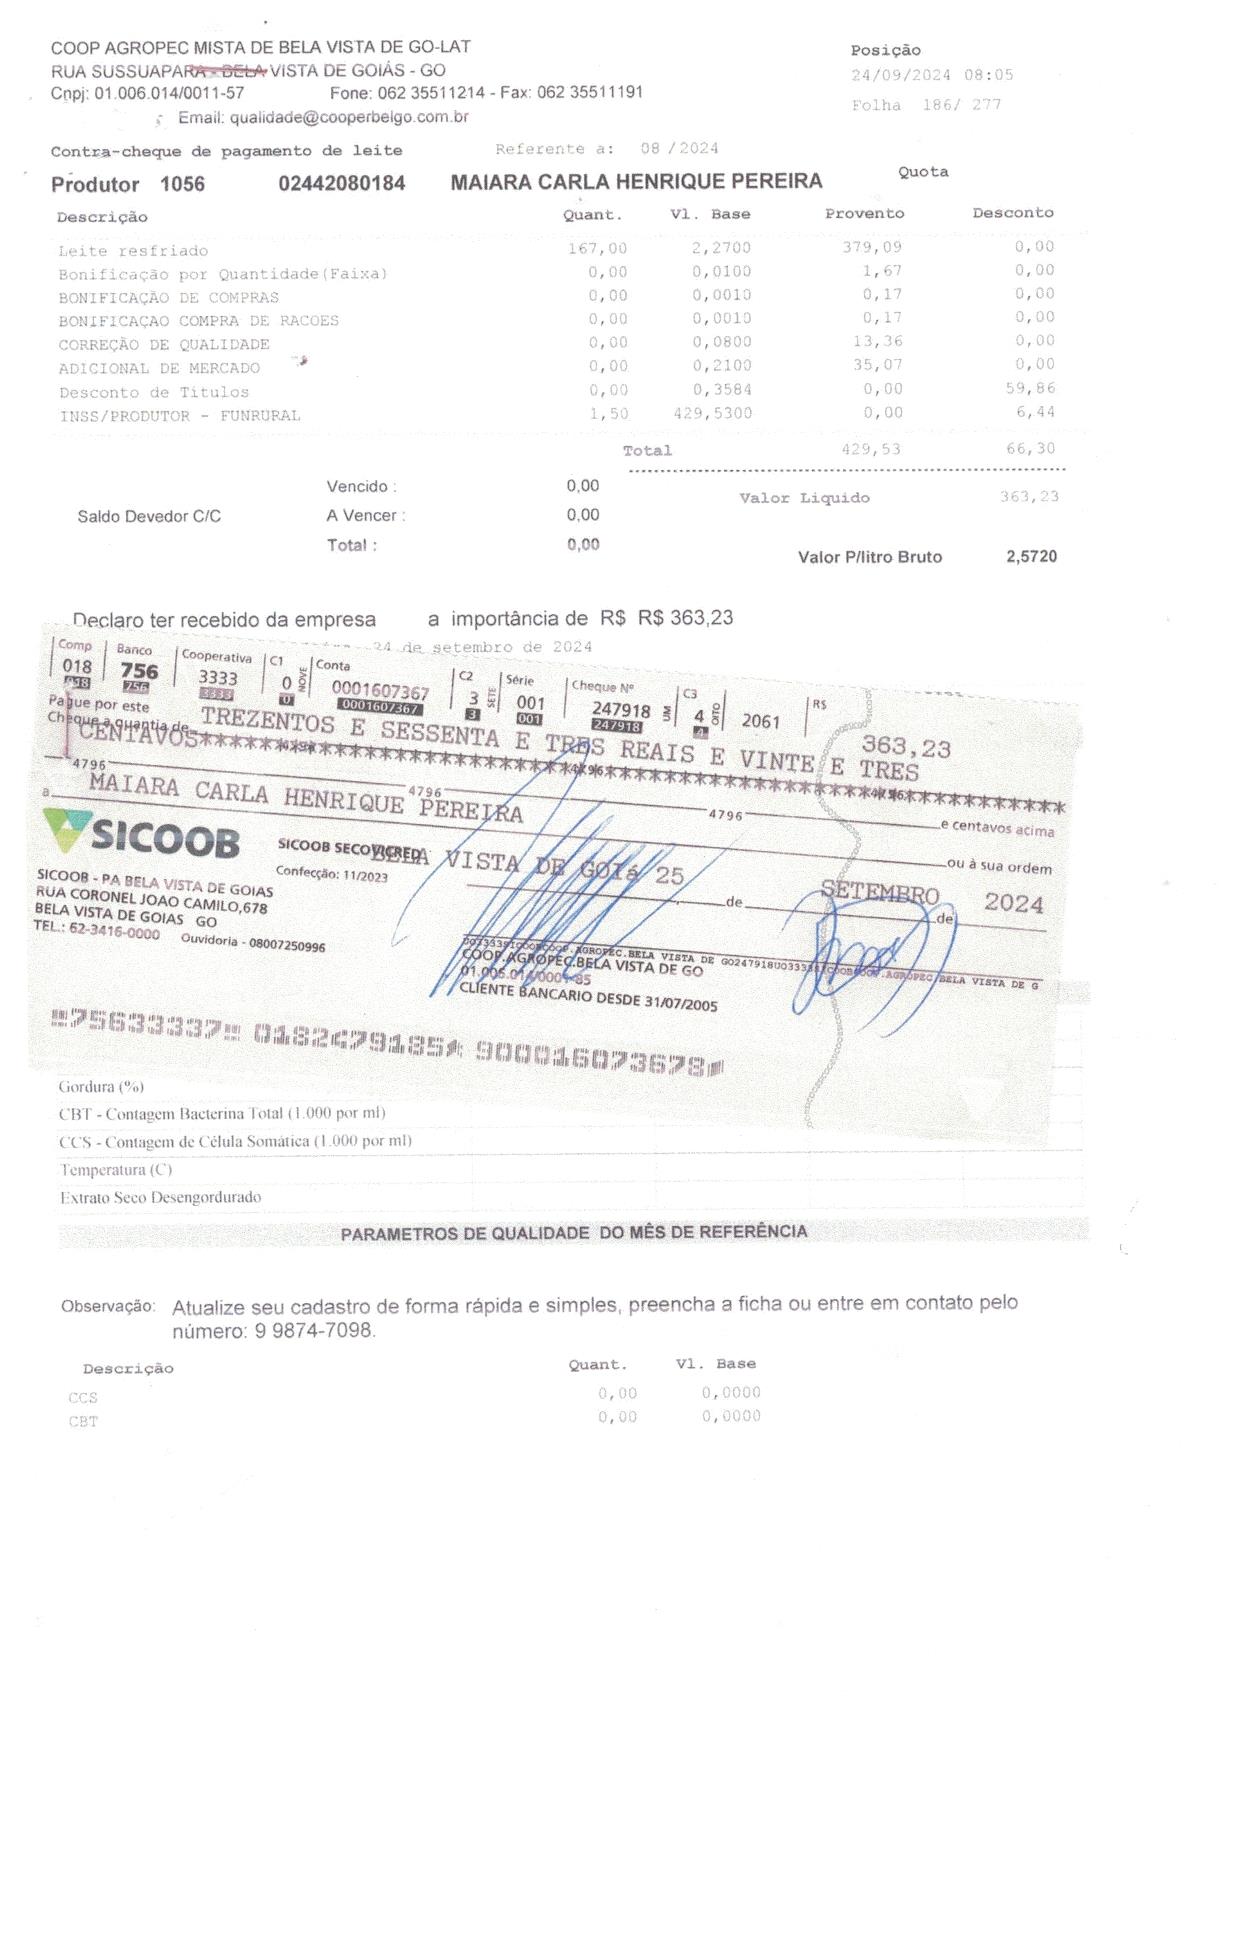 COOP AGROPEC MISTA DE BELA VISTA DE GO-LAT
Posição
RUA SUSSUAPARA - BELA VISTA DE GOIÁS - GO
24/09/2024 08:05
Cnpj: 01.006.014/0011-57 Fone: 062 35511214 - Fax: 062 35511191
Folha 186/ 277
Email: qualidade@cooperbelgo.com.br
Contra-cheque de pagamento de leite Referente a: 08 /2024
Produtor 1056 02442080184 MAIARA CARLA HENRIQUE PEREIRA Quota
Descrição Quant. Vl. Base Provento Desconto
Leite resfriado 167,00 2,2700 379,09 0,00
Bonificação por Quantidade(Faixa) 0,00 0,0100 1,67 0,00
BONIFICAÇÃO DE COMPRAS 0,00 0,0010 0,17 0,00
BONIFICAÇAO COMPRA DE RACOES 0,00 0,0010 0,17 0,00
CORREÇÃO DE QUALIDADE 0,00 0,0800 13,36 0,00
ADICIONAL DE MERCADO 0,00 0,2100 35,07 0,00
Desconto de Titulos 0,00 0,3584 0,00 59,86
INSS/PRODUTOR - FUNRURAL 1,50 429,5300 0,00 6,44
Total 429,53 66,30
Vencido : 0,00
Valor Liquido 363,23
Saldo Devedor C/C A Vencer : 0,00
Total : 0,00
Valor P/litro Bruto 2,5720
Declaro ter recebido da empresa a importância de R$ R$ 363,23
24 de setembro de 2024
Comp Banco Cooperativa C1 Conta C2 Série Cheque Nº C3 R$
018 756 3333 0 NOVE 0001607367 3 SETE 001 247918 UM 4 OITO 2061 363,23
018 756 3333 0 0001607367 3 001 247918 4
Pague por este
Cheque a quantia de TREZENTOS E SESSENTA E TRES REAIS E VINTE E TRES
CENTAVOS***************************************************
4796 4796 4796 e centavos acima
a MAIARA CARLA HENRIQUE PEREIRA ou à sua ordem
SICOOB
SICOOB SECOVICRED BELA VISTA DE GOIá 25 de SETEMBRO de 2024
Confecção: 11/2023
SICOOB - PA BELA VISTA DE GOIAS
RUA CORONEL JOAO CAMILO,678
BELA VISTA DE GOIAS GO
TEL.: 62-3416-0000 Ouvidoria - 08007250996
COOP.AGROPEC.BELA VISTA DE GO
01.006.014/0001-85
CLIENTE BANCARIO DESDE 31/07/2005
75633337 0182479185 900016073678
Gordura (%)
CBT - Contagem Bacterina Total (1.000 por ml)
CCS - Contagem de Célula Somática (1.000 por ml)
Temperatura (C)
Extrato Seco Desengordurado
PARAMETROS DE QUALIDADE DO MÊS DE REFERÊNCIA
Observação: Atualize seu cadastro de forma rápida e simples, preencha a ficha ou entre em contato pelo
número: 9 9874-7098.
Descrição Quant. Vl. Base
CCS 0,00 0,0000
CBT 0,00 0,0000